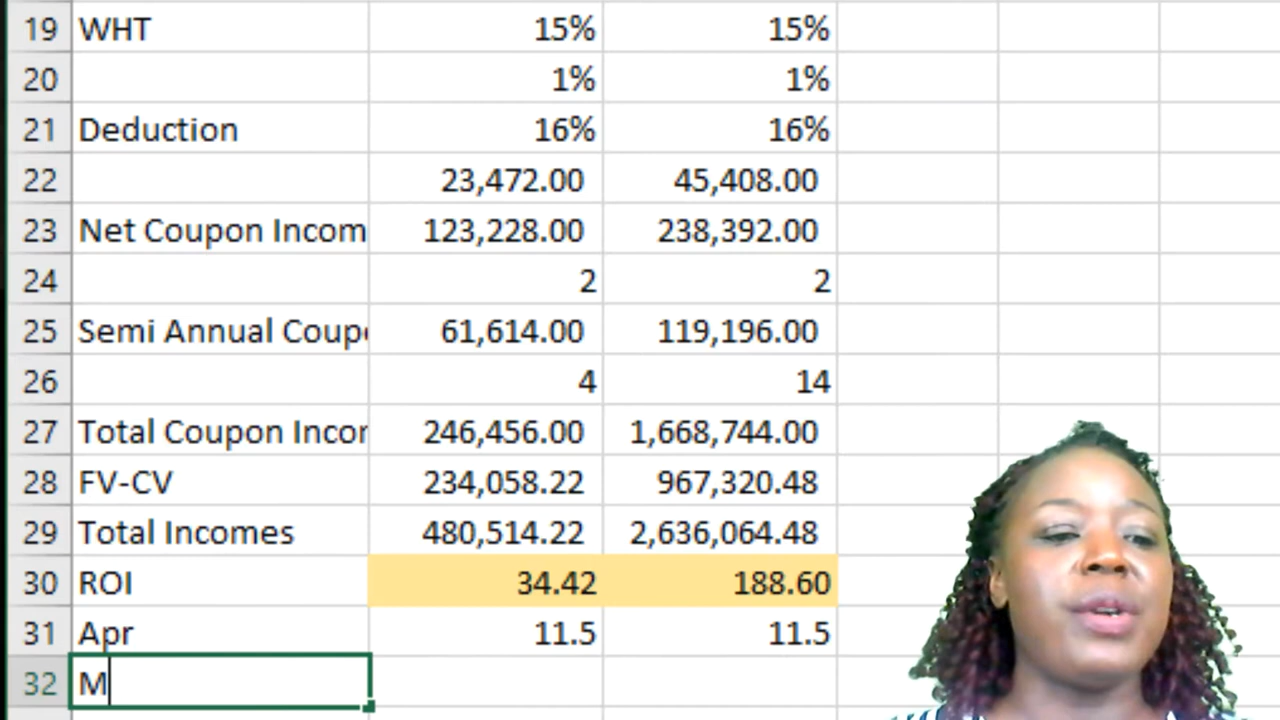 19 WHT 15% 15%
20 1% 1%
21 Deduction 16% 16%
22 23,472.00 45,408.00
23 Net Coupon Incom 123,228.00 238,392.00
24 2 2
25 Semi Annual Coup 61,614.00 119,196.00
26 4 14
27 Total Coupon Incor 246,456.00 1,668,744.00
28 FV-CV 234,058.22 967,320.48
29 Total Incomes 480,514.22 2,636,064.48
30 ROI 34.42 188.60
31 Apr 11.5 11.5
32 M